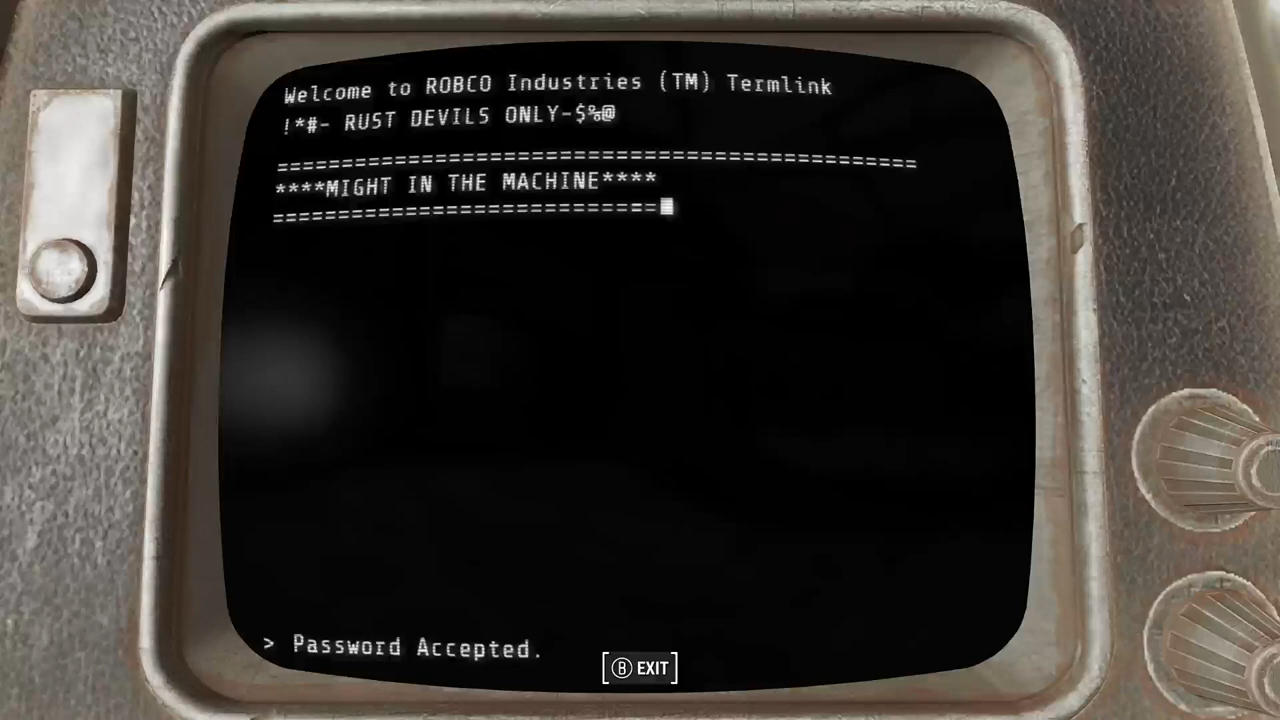 Welcome to ROBCO Industries (TM) Termlink
!*#- RUST DEVILS ONLY-$%@
===================================================
****MIGHT IN THE MACHINE****
==============================
> Password Accepted.
Ⓑ EXIT